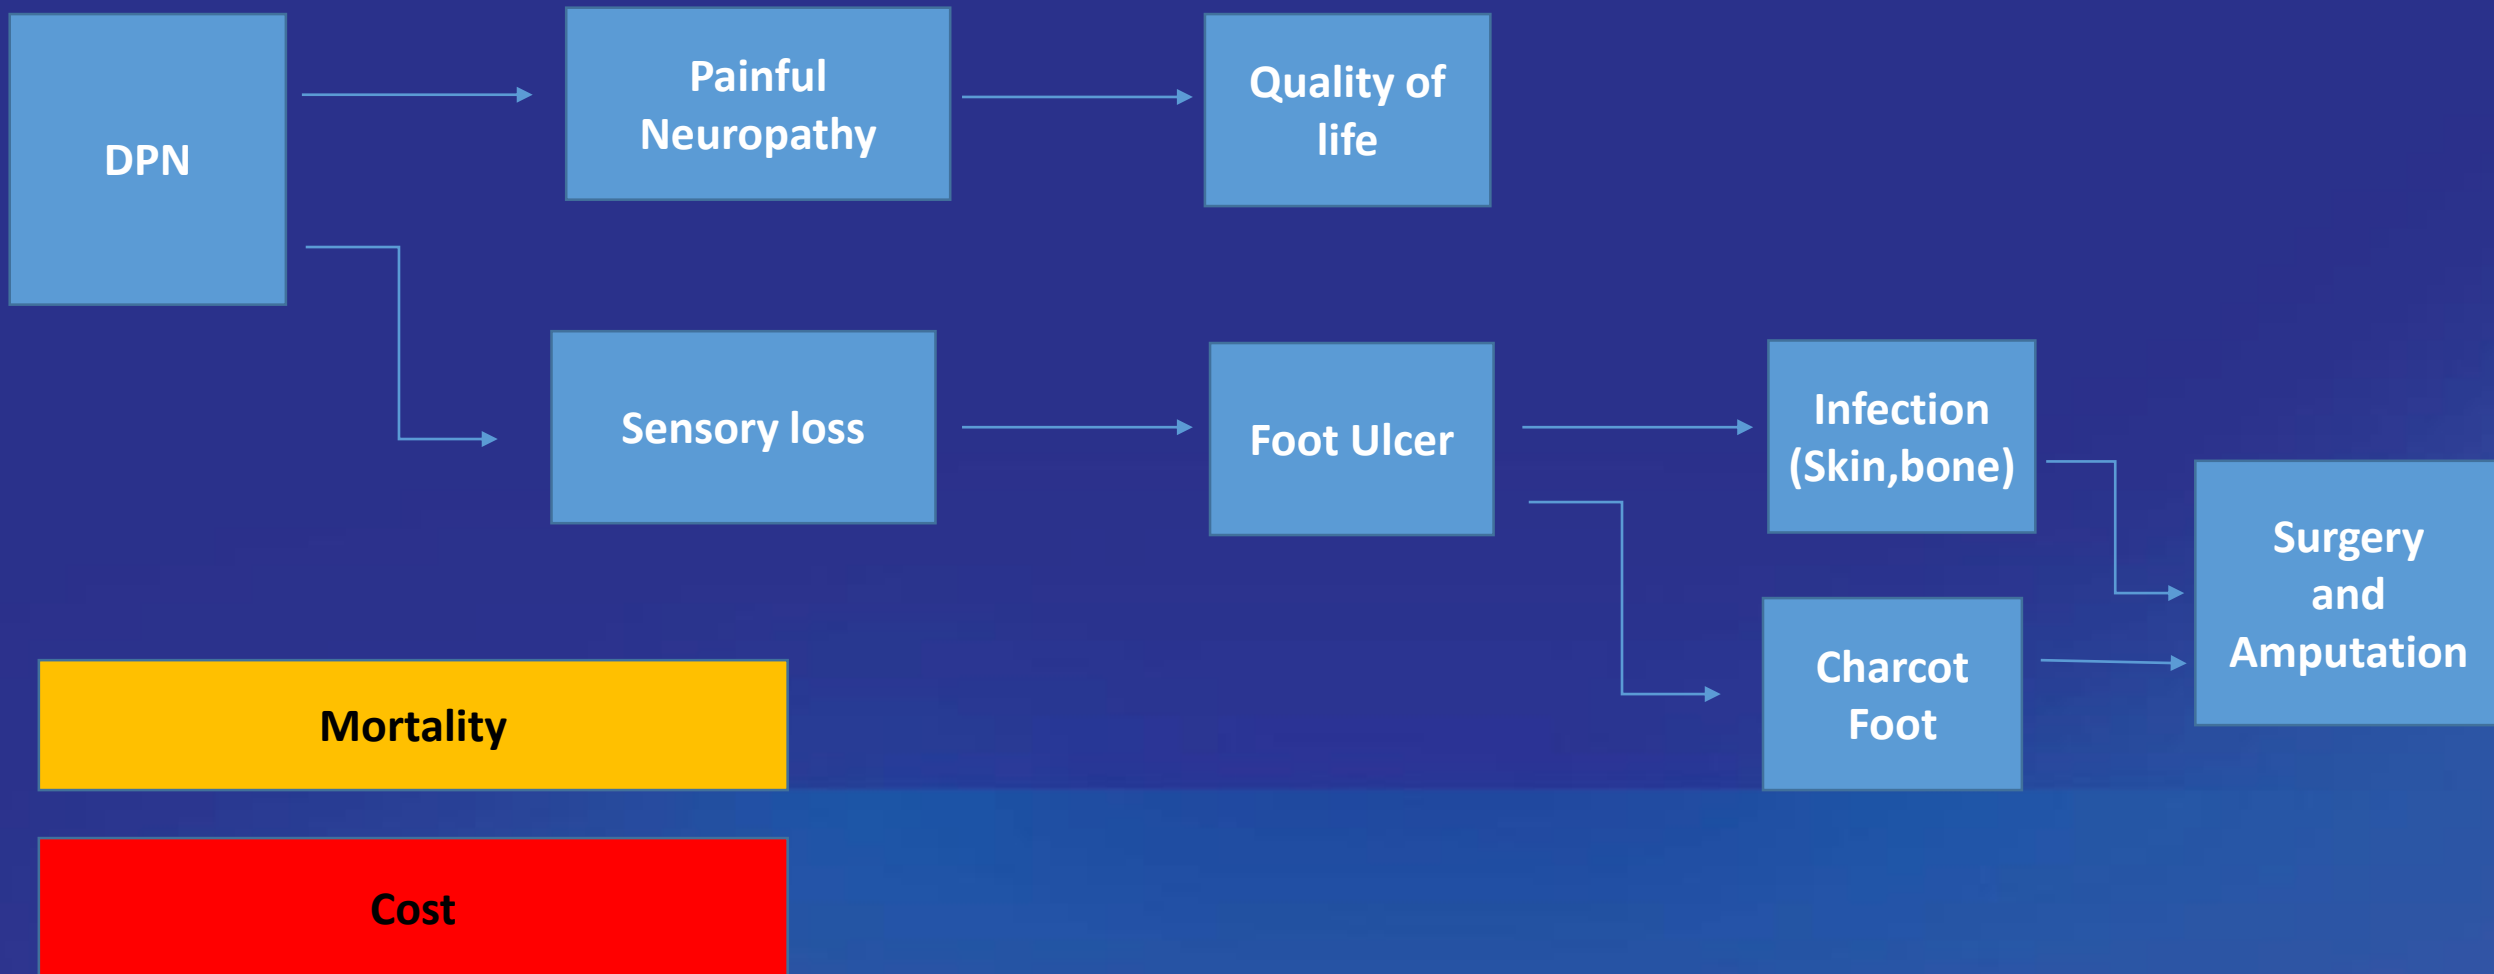 DPN
Painful
Neuropathy
Quality of
life
Sensory loss
Foot Ulcer
Infection
(Skin,bone)
Surgery
and
Amputation
Charcot
Foot
Mortality
Cost